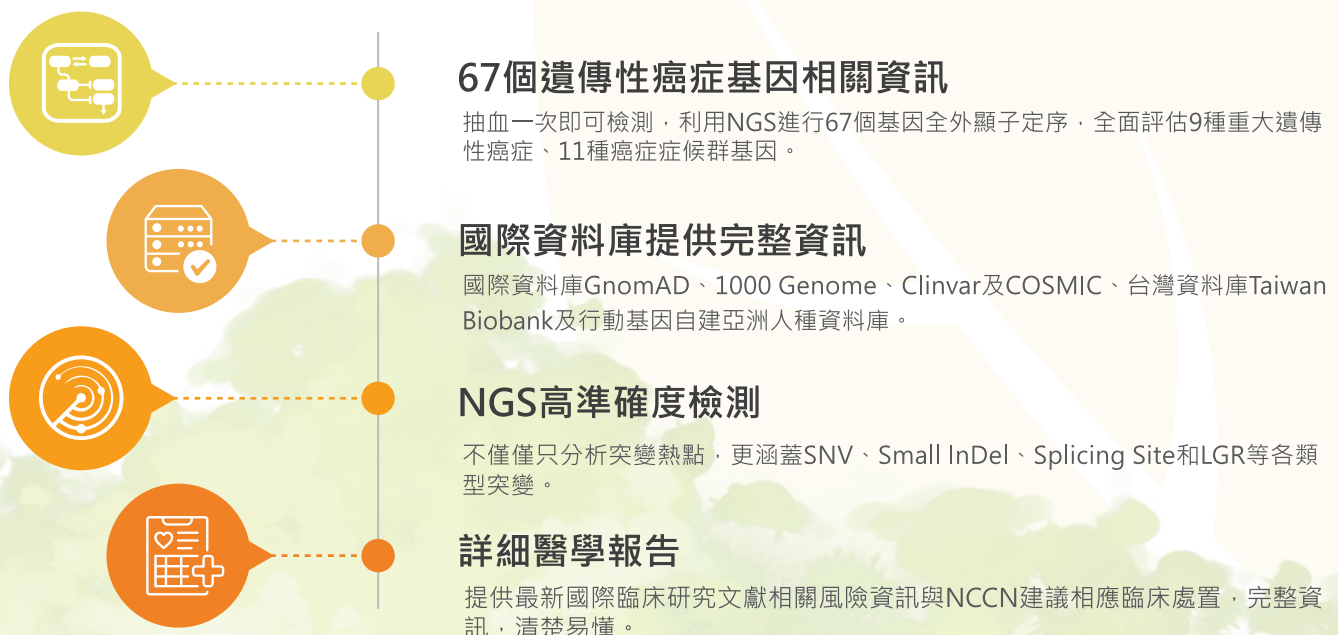 67個遺傳性癌症基因相關資訊
抽血一次即可檢測，利用NGS進行67個基因全外顯子定序，全面評估9種重大遺傳
性癌症、11種癌症症候群基因。
國際資料庫提供完整資訊
國際資料庫GnomAD、1000 Genome、Clinvar及COSMIC、台灣資料庫Taiwan
Biobank及行動基因自建亞洲人種資料庫。
NGS高準確度檢測
不僅僅只分析突變熱點，更涵蓋SNV、Small InDel、Splicing Site和LGR等各類
型突變。
詳細醫學報告
提供最新國際臨床研究文獻相關風險資訊與NCCN建議相應臨床處置，完整資
訊，清楚易懂。